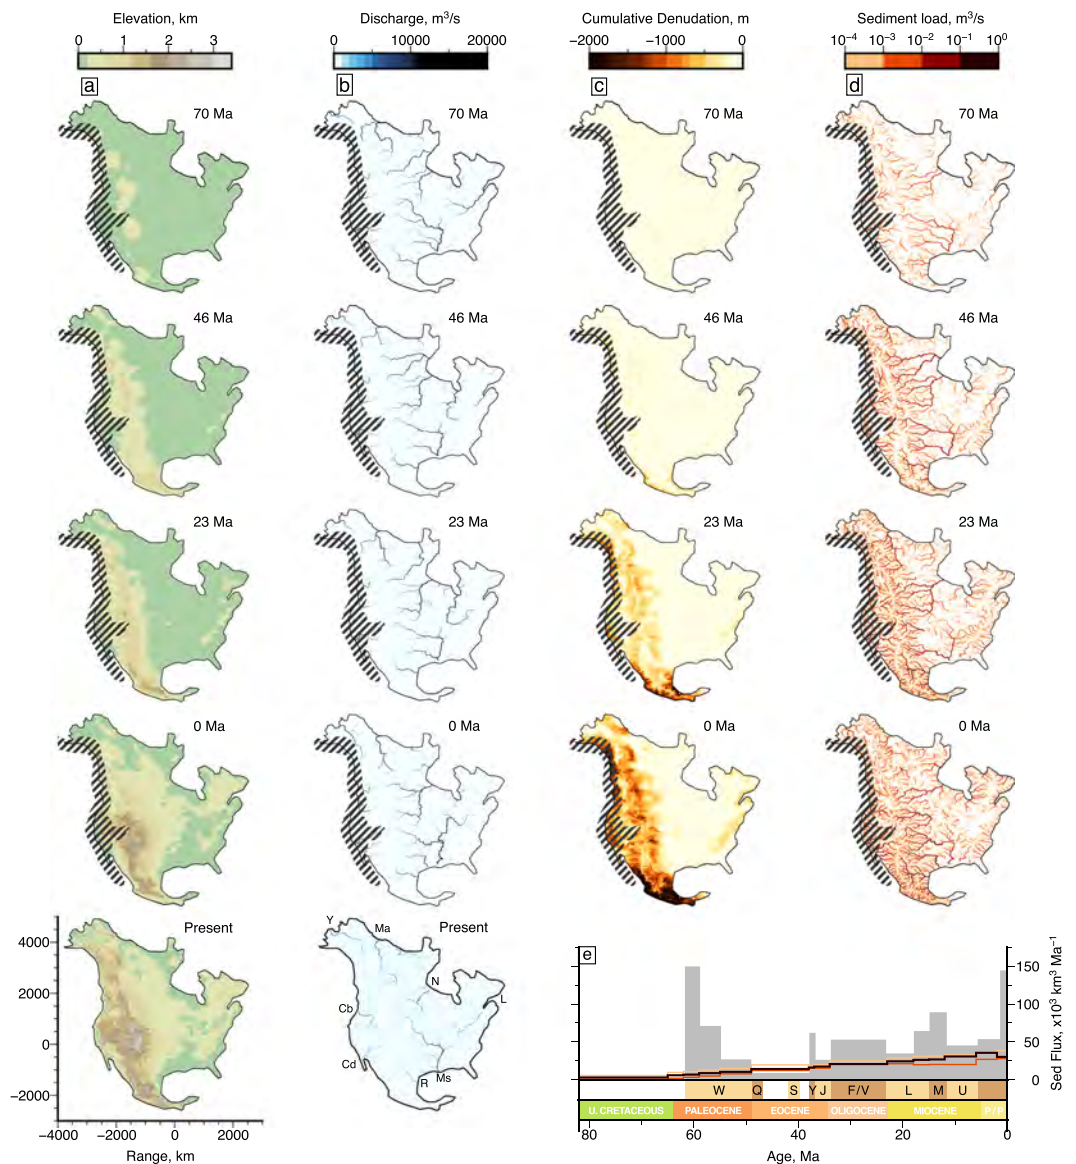 Elevation, km
Discharge, m³/s
Cumulative Denudation, m
Sediment load, m³/s
0 1 2 3
0 10000 20000
−2000 −1000 0
10⁻⁴ 10⁻³ 10⁻² 10⁻¹ 10⁰
a
b
c
d
70 Ma
70 Ma
70 Ma
70 Ma
46 Ma
46 Ma
46 Ma
46 Ma
23 Ma
23 Ma
23 Ma
23 Ma
0 Ma
0 Ma
0 Ma
0 Ma
Present
4000
2000
0
−2000
−4000 −2000 0 2000
Range, km
Present
Y
Ma
N
L
Cb
Cd
R
Ms
e
150
100
50
0
Sed Flux, x10³ km³ Ma⁻¹
W Q S Y J F/V L M U
U. CRETACEOUS PALEOCENE EOCENE OLIGOCENE MIOCENE P / P
80 60 40 20 0
Age, Ma